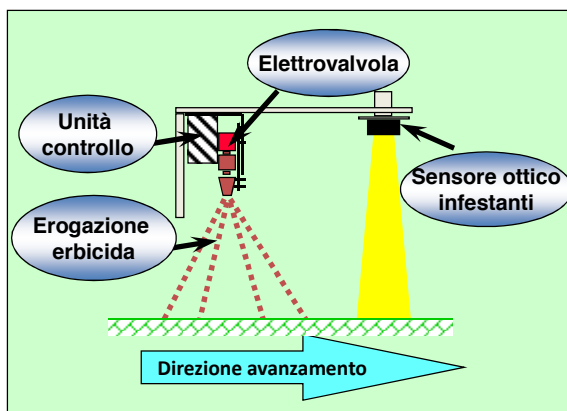 Elettrovalvola
Unità
controllo
Sensore ottico
infestanti
Erogazione
erbicida
Direzione avanzamento